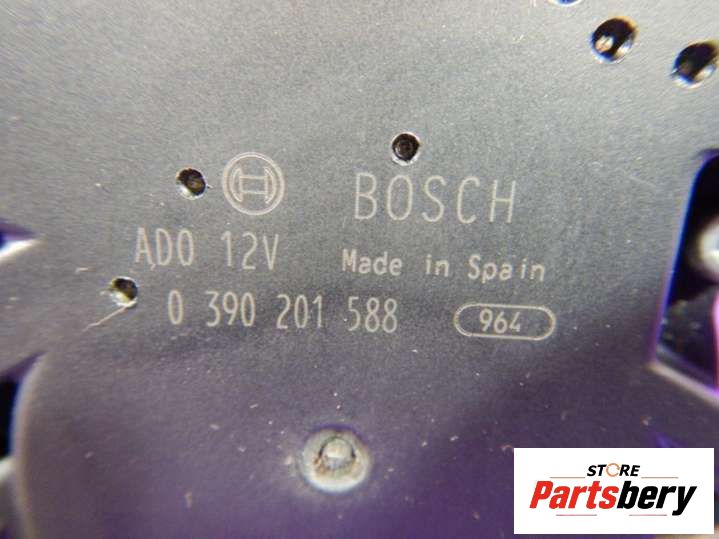 BOSCH
ADO 12V
Made in Spain
0 390 201 588
964
STORE
Partsbery